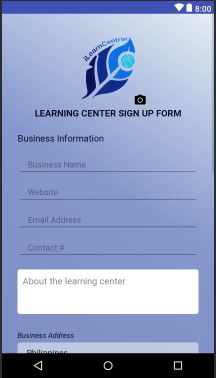 8:00
iLearnCentral
LEARNING CENTER SIGN UP FORM
Business Information
Business Name
Website
Email Address
Contact #
About the learning center
Business Address
Philippines